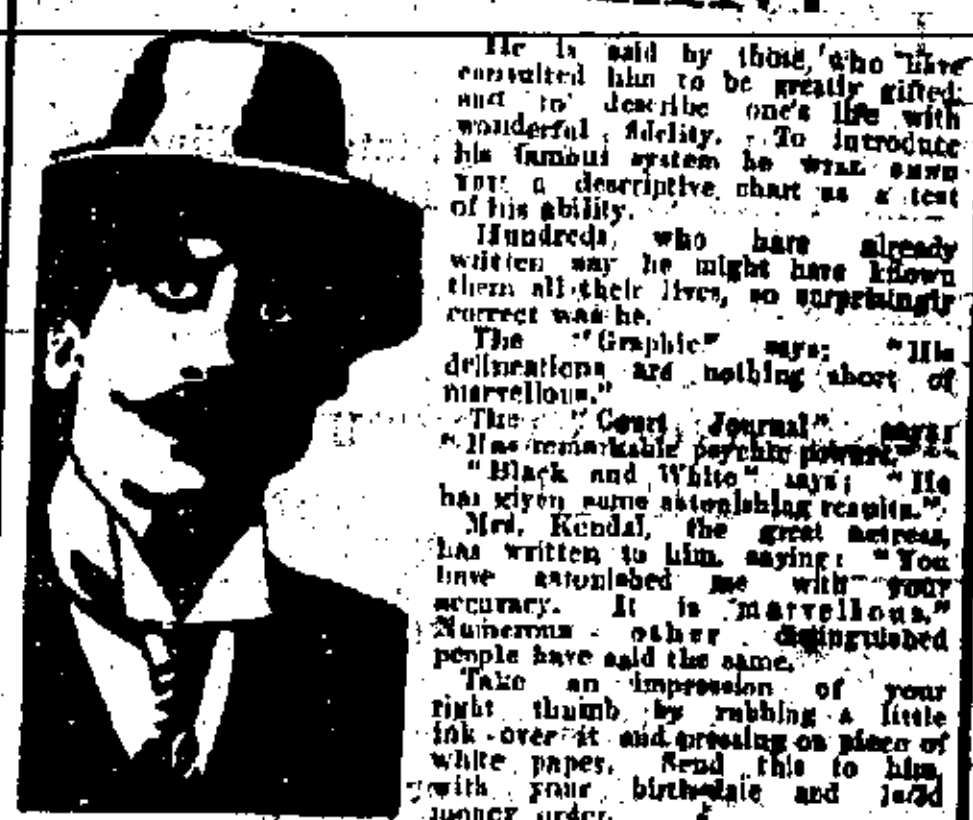 He is said by those, who have
consulted him to be greatly gifted
and to describe one's life with
wonderful fidelity. To introdute
his fambus system he will send
you a descriptive chart as a test
of his ability.
Hundreds, who have already
written say he might have known
them all their lives, so surprisingly
correct was he.
The "Graphic" says: "His
delineations are nothing short of
marvellous."
The "Court Journal" says
"Has remarkable psychic powers."
"Black and White" says: "He
has given some astonishing results."
Mrs. Kendal, the great actress,
has written to him, saying: "You
have astonished me with your
accuracy. It is marvellous."
Numerous other distinguished
people have said the same.
Take an impression of your
right thumb by rubbing a little
ink over it and pressing on piece of
white paper. Send this to him,
with your birthdate and
money order.